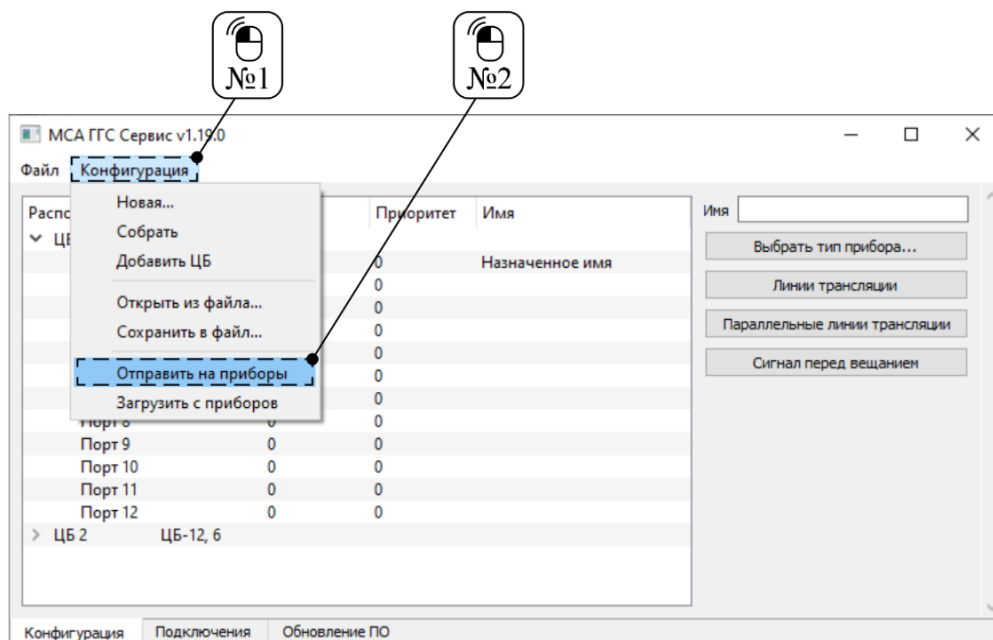 №1
№2
МСА ГГС Сервис v1.19.0
Файл Конфигурация
Новая...
Собрать
Добавить ЦБ
Открыть из файла...
Сохранить в файл...
Отправить на приборы
Загрузить с приборов
Приоритет Имя
0 Назначенное имя
0
0
0
0
0
0
Порт 8 0 0
Порт 9 0 0
Порт 10 0 0
Порт 11 0 0
Порт 12 0 0
ЦБ 2 ЦБ-12, 6
Имя
Выбрать тип прибора...
Линии трансляции
Параллельные линии трансляции
Сигнал перед вещанием
Конфигурация Подключения Обновление ПО